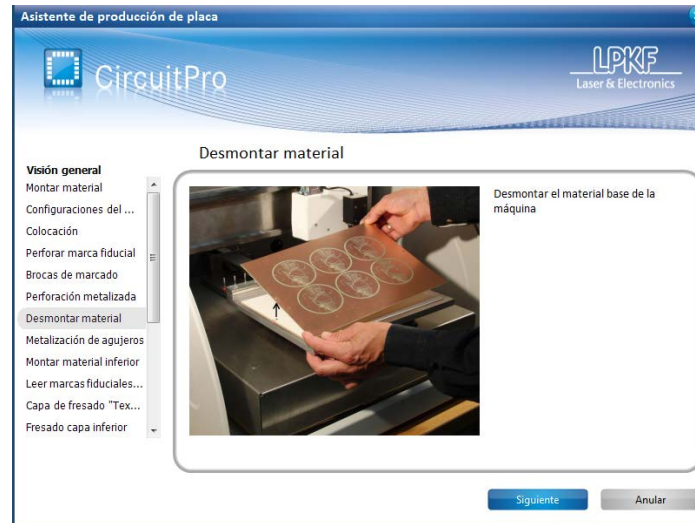 Asistente de producción de placa
CircuitPro
LPKF
Laser & Electronics
Desmontar material
Visión general
Montar material
Configuraciones del ...
Colocación
Perforar marca fiducial
Brocas de marcado
Perforación metalizada
Desmontar material
Metalización de agujeros
Montar material inferior
Leer marcas fiduciales...
Capa de fresado "Tex...
Fresado capa inferior
Desmontar el material base de la
máquina
Siguiente
Anular